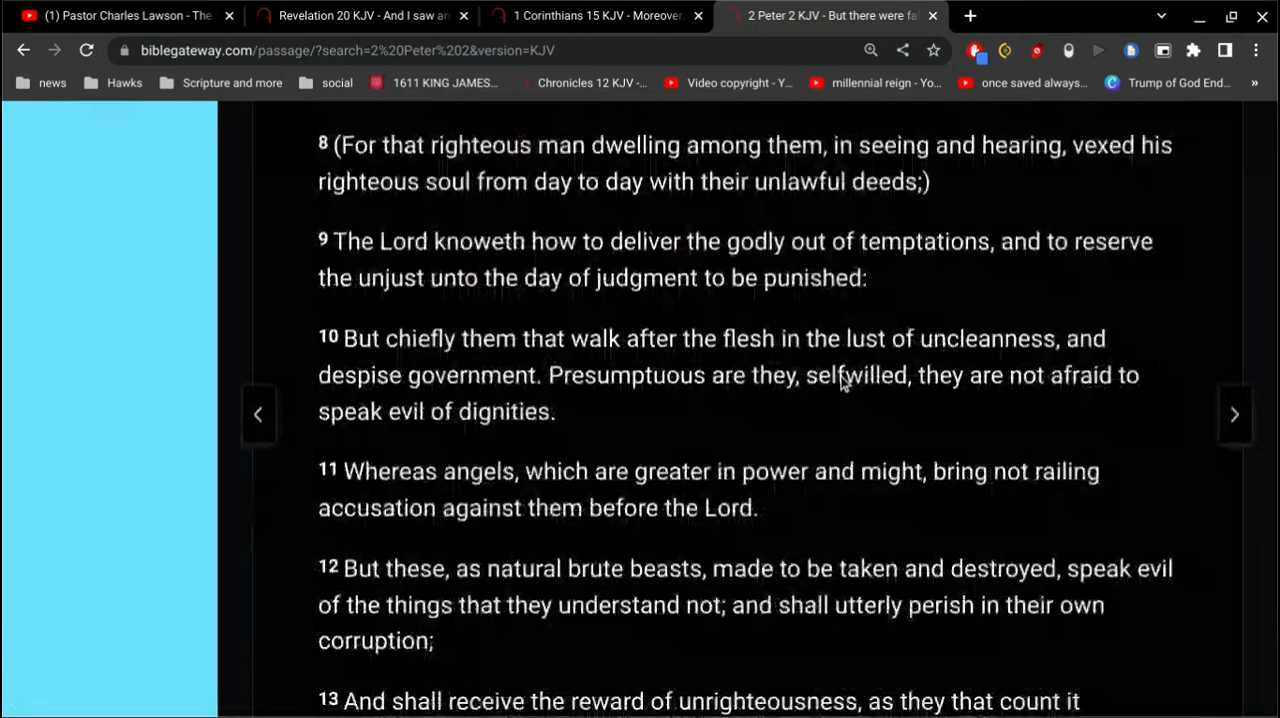 (1) Pastor Charles Lawson - The
Revelation 20 KJV - And I saw an
1 Corinthians 15 KJV - Moreover,
2 Peter 2 KJV - But there were fal
biblegateway.com/passage/?search=2%20Peter%202&version=KJV
news
Hawks
Scripture and more
social
1611 KING JAMES...
Chronicles 12 KJV -...
Video copyright - Y...
millennial reign - Yo...
once saved always...
Trump of God End...
»
8 (For that righteous man dwelling among them, in seeing and hearing, vexed his
righteous soul from day to day with their unlawful deeds;)
9 The Lord knoweth how to deliver the godly out of temptations, and to reserve
the unjust unto the day of judgment to be punished:
10 But chiefly them that walk after the flesh in the lust of uncleanness, and
despise government. Presumptuous are they, selfwilled, they are not afraid to
speak evil of dignities.
11 Whereas angels, which are greater in power and might, bring not railing
accusation against them before the Lord.
12 But these, as natural brute beasts, made to be taken and destroyed, speak evil
of the things that they understand not; and shall utterly perish in their own
corruption;
13 And shall receive the reward of unrighteousness, as they that count it